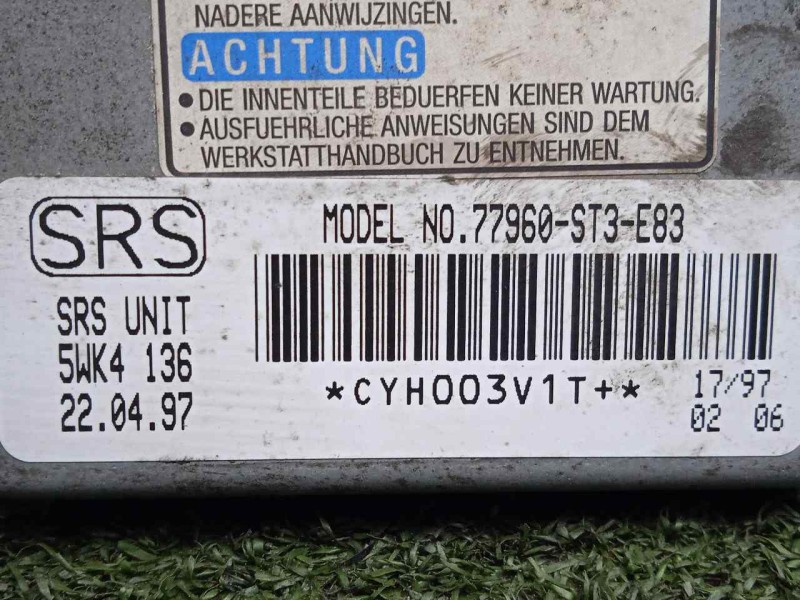 NADERE AANWIJZINGEN.
ACHTUNG
• DIE INNENTEILE BEDUERFEN KEINER WARTUNG.
• AUSFUEHRLICHE ANWEISUNGEN SIND DEM
WERKSTATTHANDBUCH ZU ENTNEHMEN.
SRS
MODEL NO.77960-ST3-E83
SRS UNIT
5WK4 136
22.04.97
*CYH003V1T+*
17/97
02 06